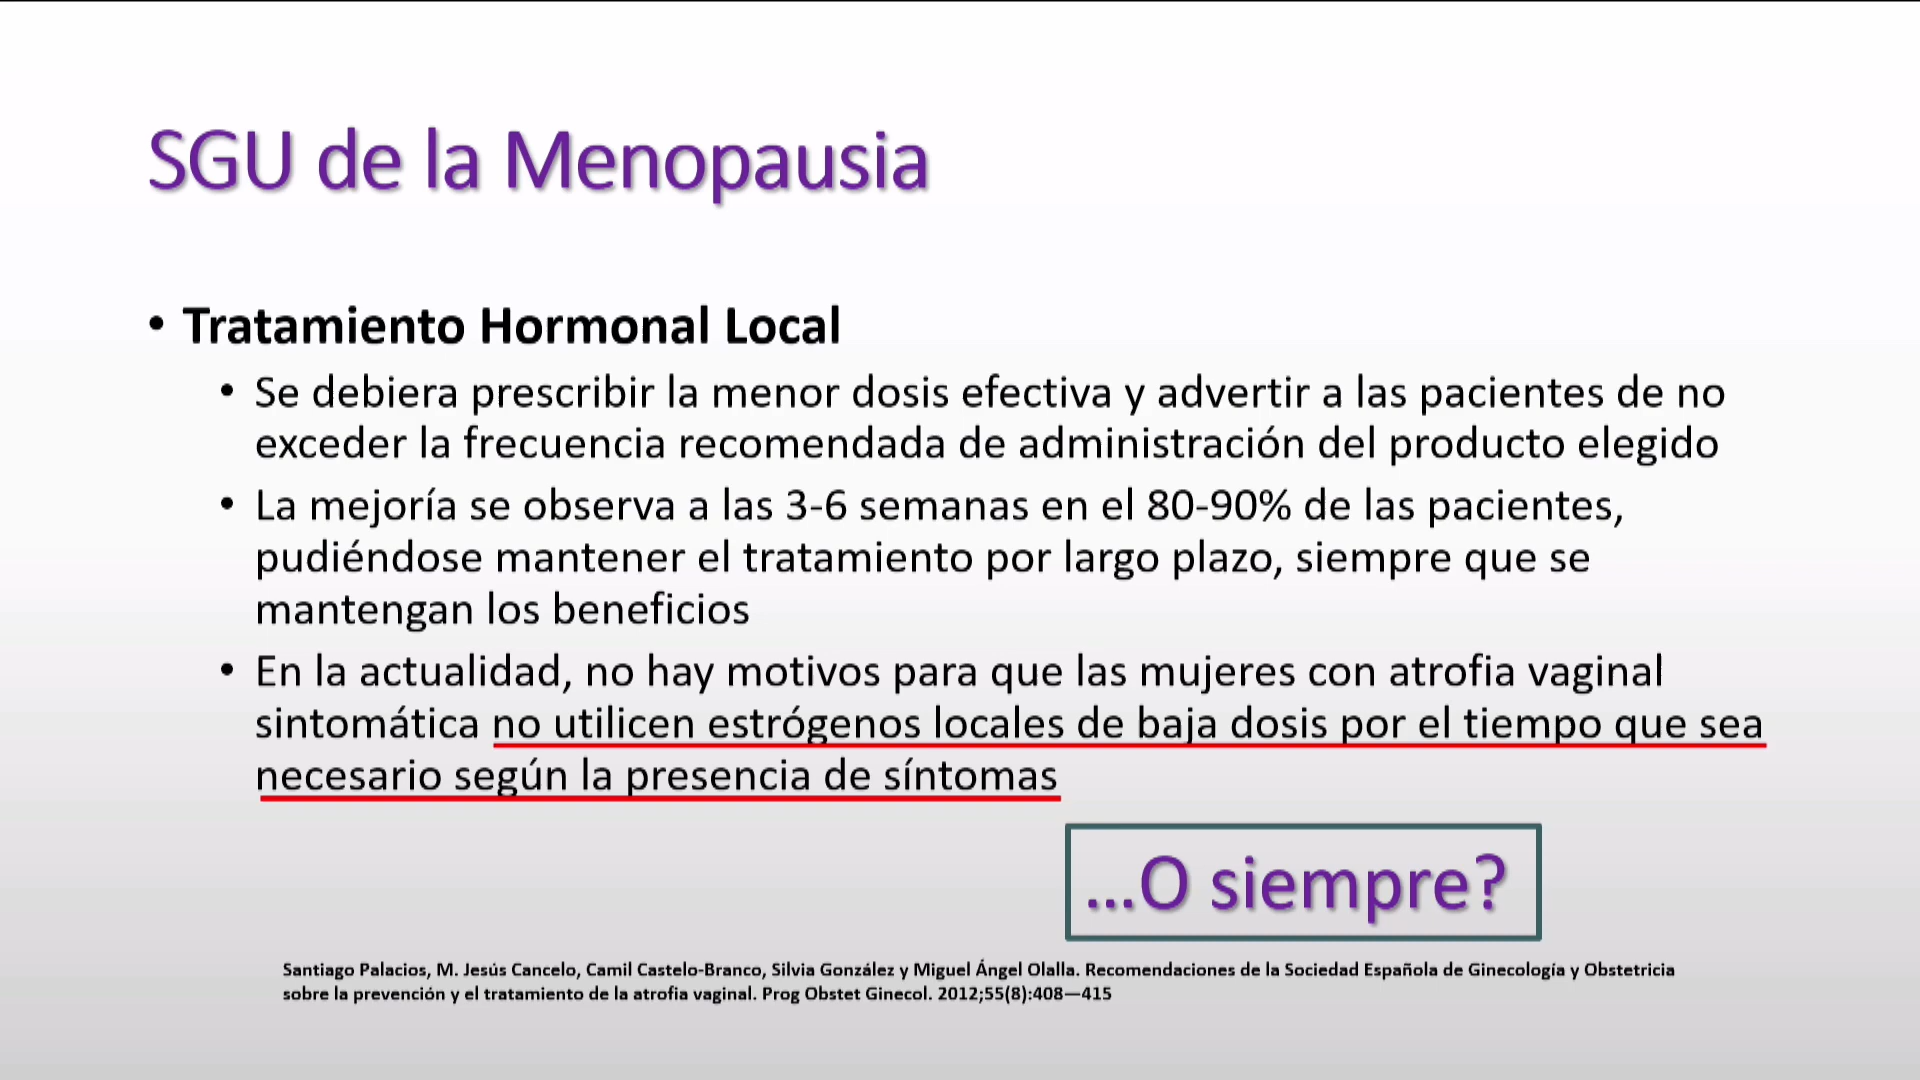 SGU de la Menopausia
• Tratamiento Hormonal Local
• Se debiera prescribir la menor dosis efectiva y advertir a las pacientes de no
exceder la frecuencia recomendada de administración del producto elegido
• La mejoría se observa a las 3-6 semanas en el 80-90% de las pacientes,
pudiéndose mantener el tratamiento por largo plazo, siempre que se
mantengan los beneficios
• En la actualidad, no hay motivos para que las mujeres con atrofia vaginal
sintomática no utilicen estrógenos locales de baja dosis por el tiempo que sea
necesario según la presencia de síntomas
...O siempre?
Santiago Palacios, M. Jesús Cancelo, Camil Castelo-Branco, Silvia González y Miguel Ángel Olalla. Recomendaciones de la Sociedad Española de Ginecología y Obstetricia
sobre la prevención y el tratamiento de la atrofia vaginal. Prog Obstet Ginecol. 2012;55(8):408—415